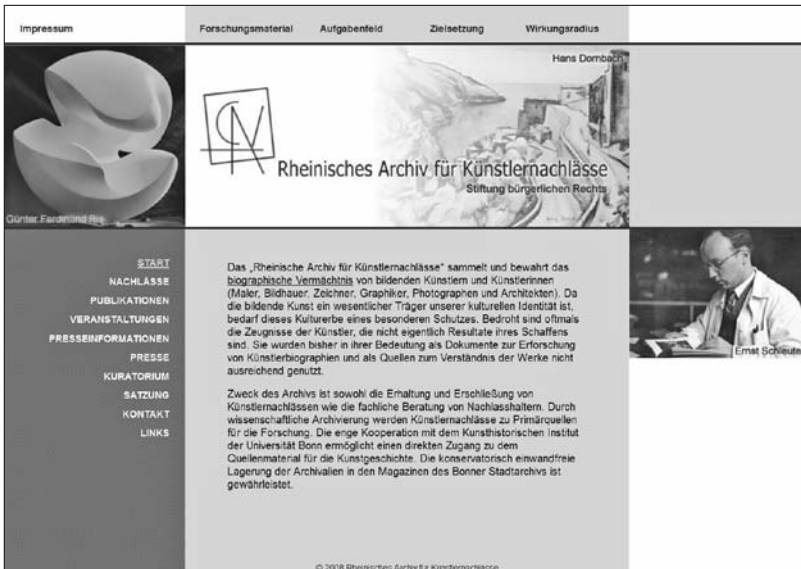 Impressum
Forschungsmaterial
Aufgabenfeld
Zielsetzung
Wirkungsradius
Hans Dornbach
Rheinisches Archiv für Künstlernachlässe
Stiftung bürgerlichen Rechts
Günter Ferdinand Ris
START
NACHLÄSSE
PUBLIKATIONEN
VERANSTALTUNGEN
PRESSEINFORMATIONEN
PRESSE
KURATORIUM
SATZUNG
KONTAKT
LINKS
Das „Rheinische Archiv für Künstlernachlässe" sammelt und bewahrt das
biographische Vermächtnis von bildenden Künstlern und Künstlerinnen
(Maler, Bildhauer, Zeichner, Graphiker, Photographen und Architekten). Da
die bildende Kunst ein wesentlicher Träger unserer kulturellen Identität ist,
bedarf dieses Kulturerbe eines besonderen Schutzes. Bedroht sind oftmals
die Zeugnisse der Künstler, die nicht eigentlich Resultate ihres Schaffens
sind. Sie wurden bisher in ihrer Bedeutung als Dokumente zur Erforschung
von Künstlerbiographien und als Quellen zum Verständnis der Werke nicht
ausreichend genutzt.
Zweck des Archivs ist sowohl die Erhaltung und Erschließung von
Künstlernachlässen wie die fachliche Beratung von Nachlasshaltern. Durch
wissenschaftliche Archivierung werden Künstlernachlässe zu Primärquellen
für die Forschung. Die enge Kooperation mit dem Kunsthistorischen Institut
der Universität Bonn ermöglicht einen direkten Zugang zu dem
Quellenmaterial für die Kunstgeschichte. Die konservatorisch einwandfreie
Lagerung der Archivalien in den Magazinen des Bonner Stadtarchivs ist
gewährleistet.
Ernst Schleute
© 2008 Rheinisches Archiv für Künstlernachlässe